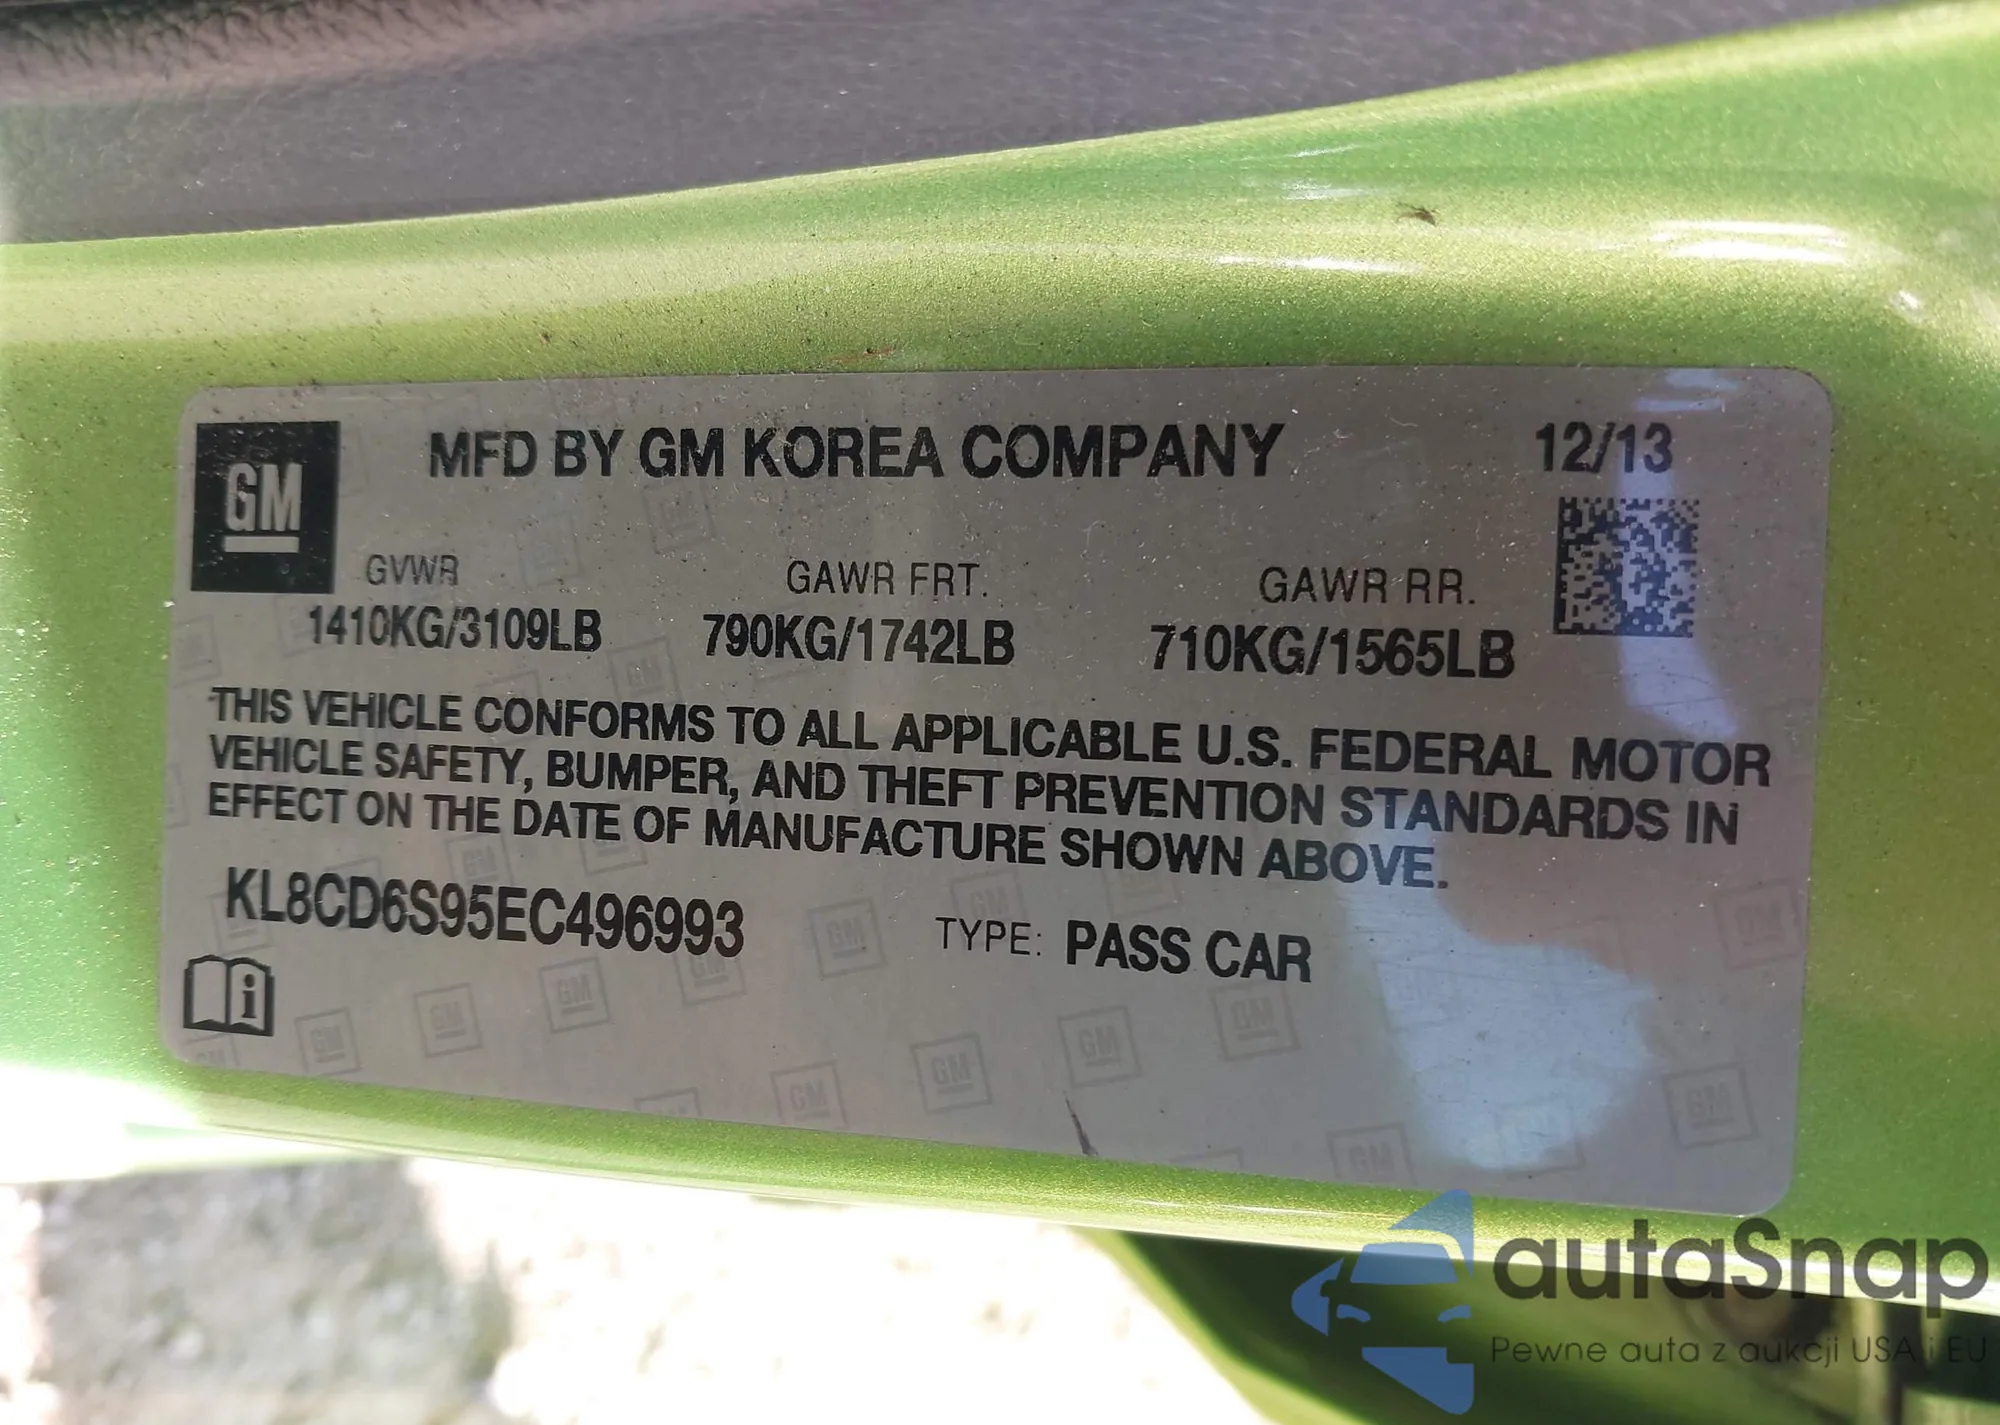 GM
MFD BY GM KOREA COMPANY 12/13
GVWR GAWR FRT. GAWR RR.
1410KG/3109LB 790KG/1742LB 710KG/1565LB
THIS VEHICLE CONFORMS TO ALL APPLICABLE U.S. FEDERAL MOTOR
VEHICLE SAFETY, BUMPER, AND THEFT PREVENTION STANDARDS IN
EFFECT ON THE DATE OF MANUFACTURE SHOWN ABOVE.
KL8CD6S95EC496993 TYPE: PASS CAR
i
autaSnap
Pewne auta z aukcji USA i EU